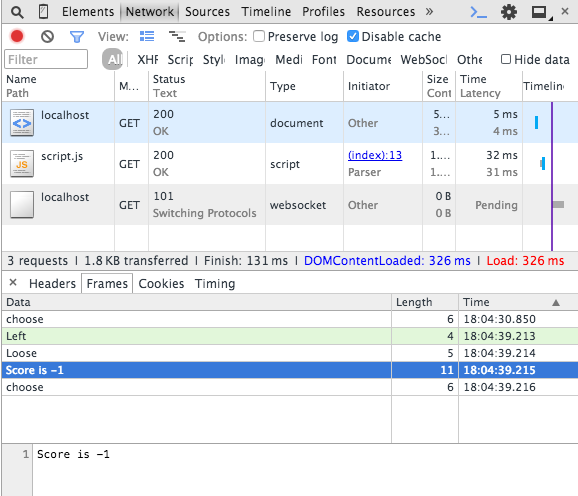 Elements Network Sources Timeline Profiles Resources »
View: Options: Preserve log Disable cache
Filter All XHF Scrip Style Imag Medi Font Docume WebSoc Othe Hide data
Name M... Status Type Initiator Size Time Timeline
Path Text Cont Latency
localhost GET 200 document Other 5... 5 ms
OK 3... 4 ms
script.js GET 200 script (index):13 1.... 32 ms
OK Parser 1.... 31 ms
localhost GET 101 websocket Other 0 B Pending
Switching Protocols 0 B
3 requests | 1.8 KB transferred | Finish: 131 ms | DOMContentLoaded: 326 ms | Load: 326 ms
× Headers Frames Cookies Timing
Data Length Time
choose 6 18:04:30.850
Left 4 18:04:39.213
Loose 5 18:04:39.214
Score is -1 11 18:04:39.215
choose 6 18:04:39.216
1 Score is -1